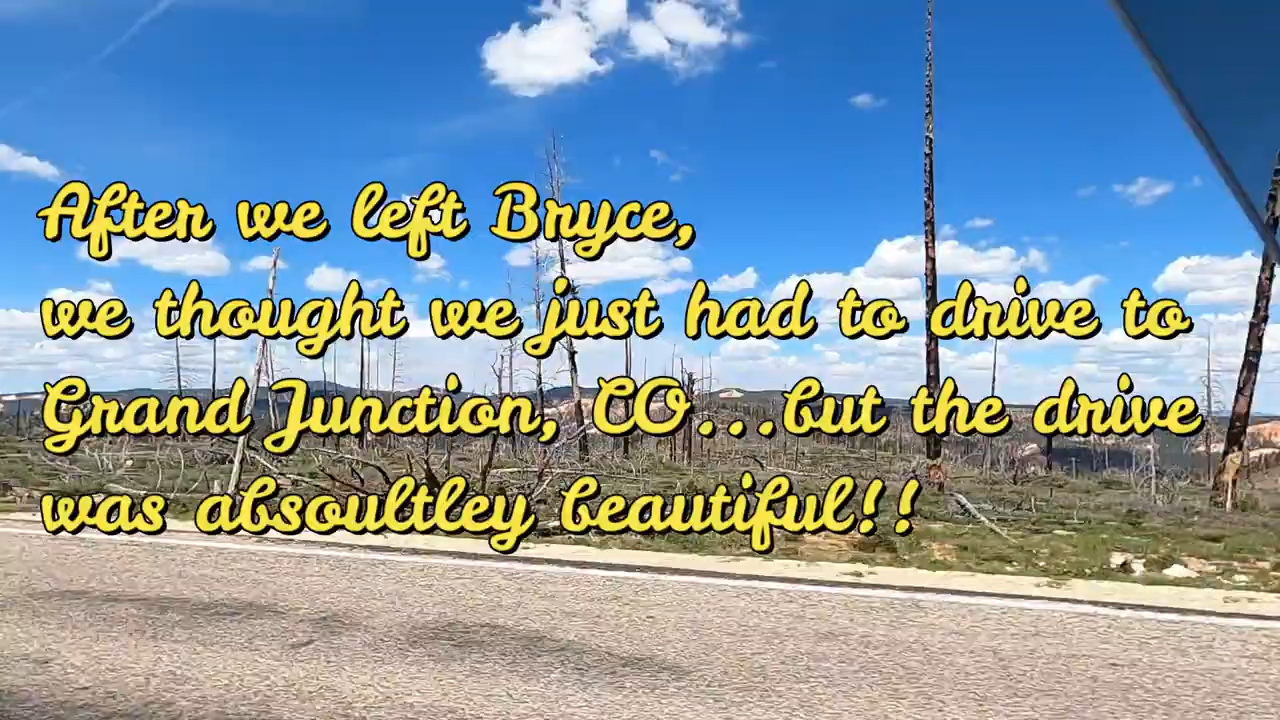 After we left Bryce,
we thought we just had to drive to
Grand Junction, CO...but the drive
was absoultley beautiful!!